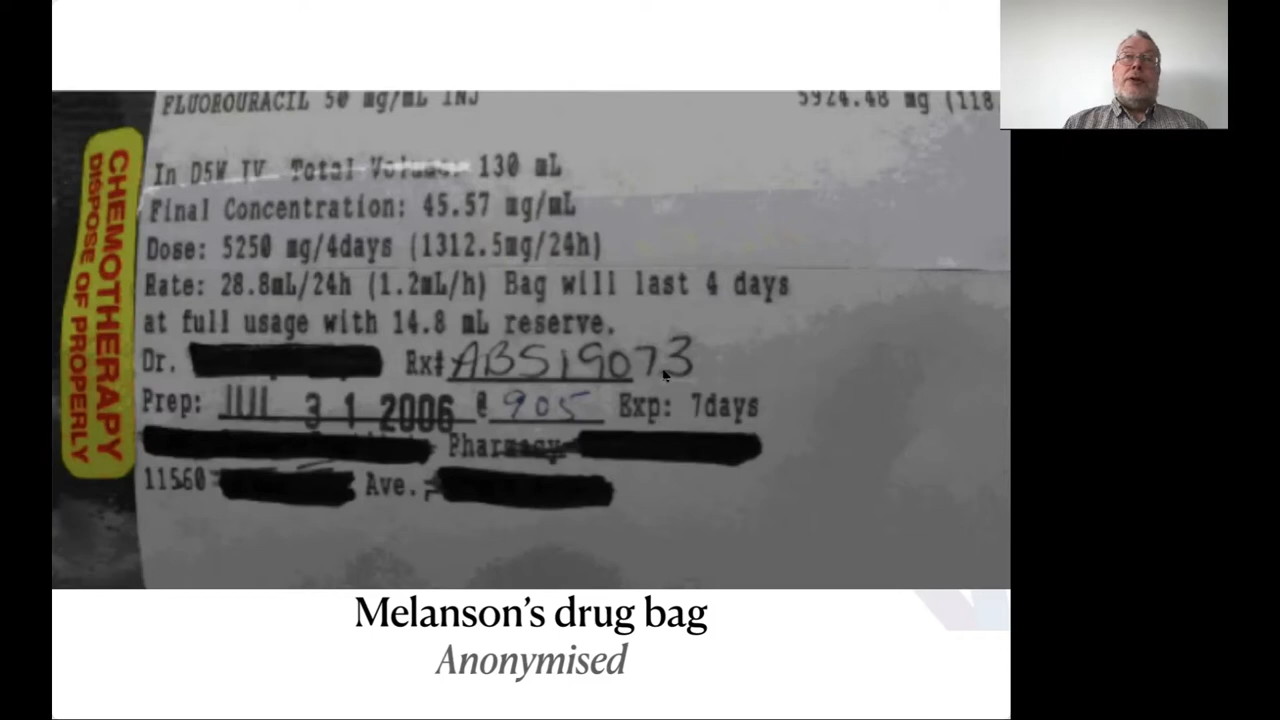 FLUOROURACIL 50 mg/mL INJ 5924.48 mg (118
In D5W IV Total Volume: 130 mL
Final Concentration: 45.57 mg/mL
Dose: 5250 mg/4days (1312.5mg/24h)
Rate: 28.8mL/24h (1.2mL/h) Bag will last 4 days
at full usage with 14.8 mL reserve.
Dr. Rx# ABS19073
Prep: JUL 31 2006 @ 905 Exp: 7days
Pharmacy
11560 Ave.
CHEMOTHERAPY
DISPOSE OF PROPERLY
Melanson’s drug bag
Anonymised